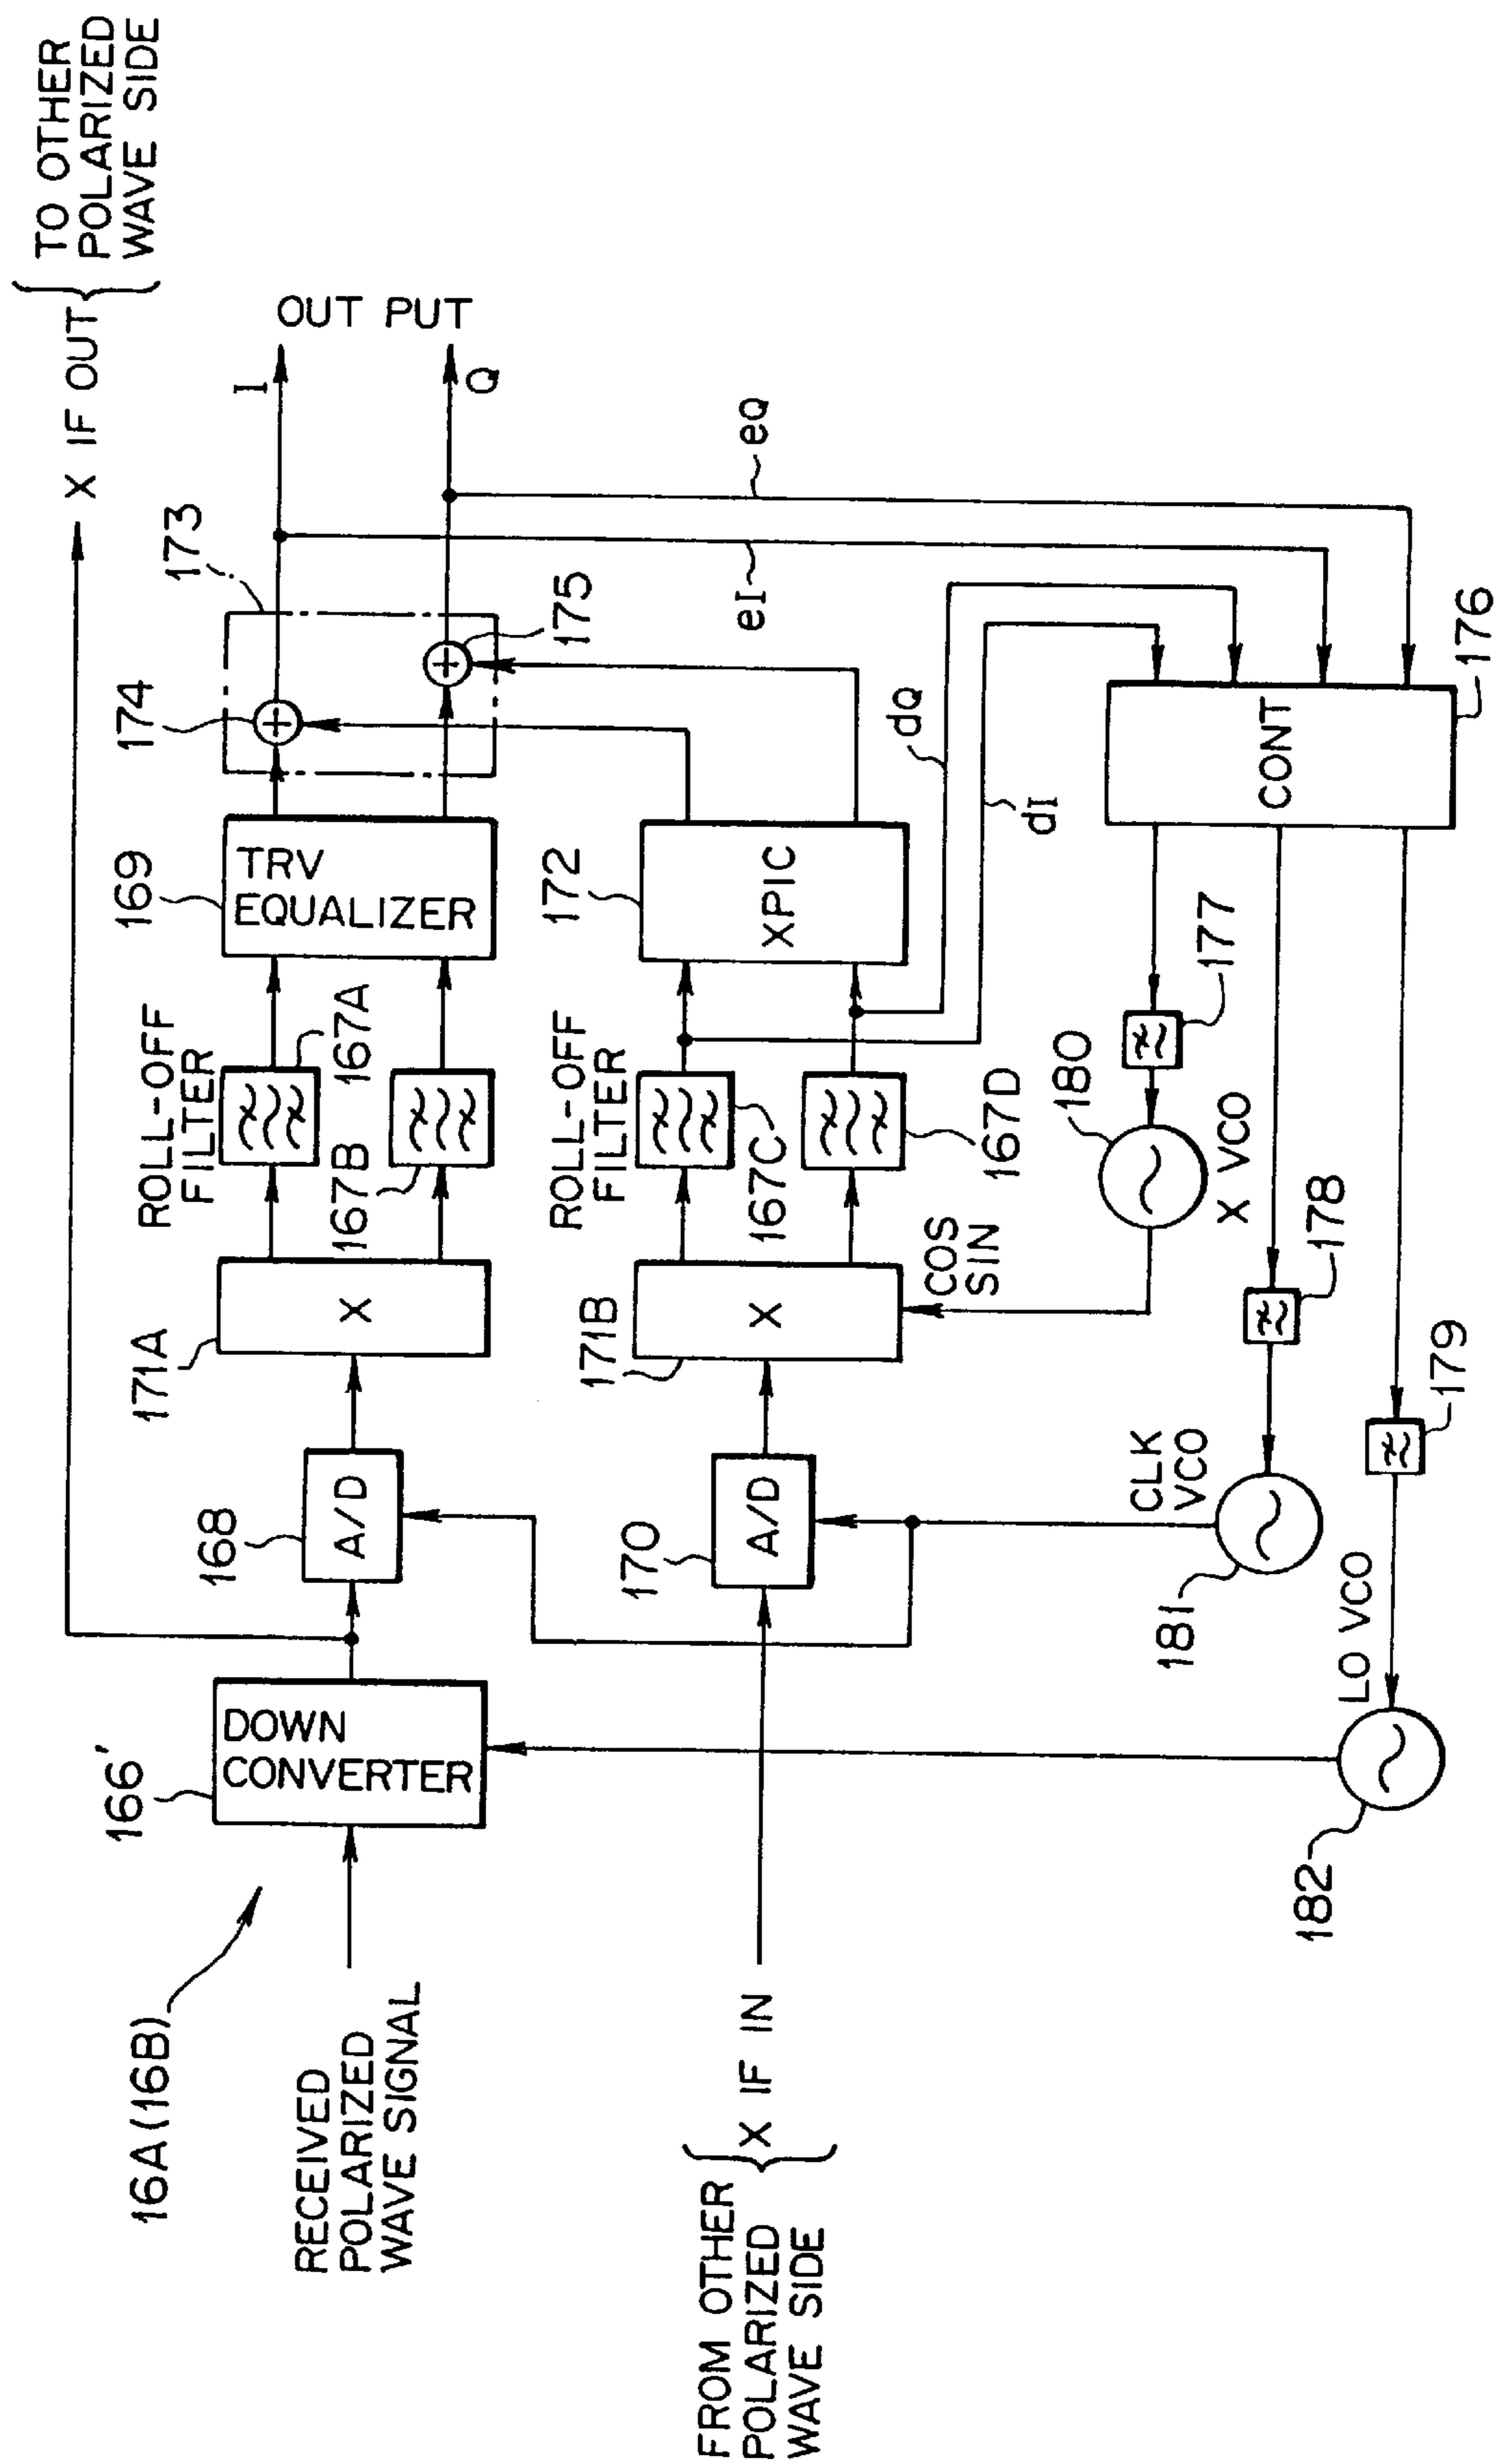 TO OTHER
POLARIZED
WAVE SIDE
X IF OUT
OUT PUT
I
Q
16A(16B)
RECEIVED
POLARIZED
WAVE SIGNAL
166'
DOWN
CONVERTER
168
A/D
171A
X
ROLL-OFF
FILTER
167A
167B
169
TRV
EQUALIZER
173
174
175
FROM OTHER
POLARIZED
WAVE SIDE
X IF IN
170
A/D
171B
X
COS
SIN
ROLL-OFF
FILTER
167C
167D
172
XPIC
dQ
dI
eI
eQ
CONT
176
177
180
X VCO
178
CLK
VCO
181
179
LO VCO
182